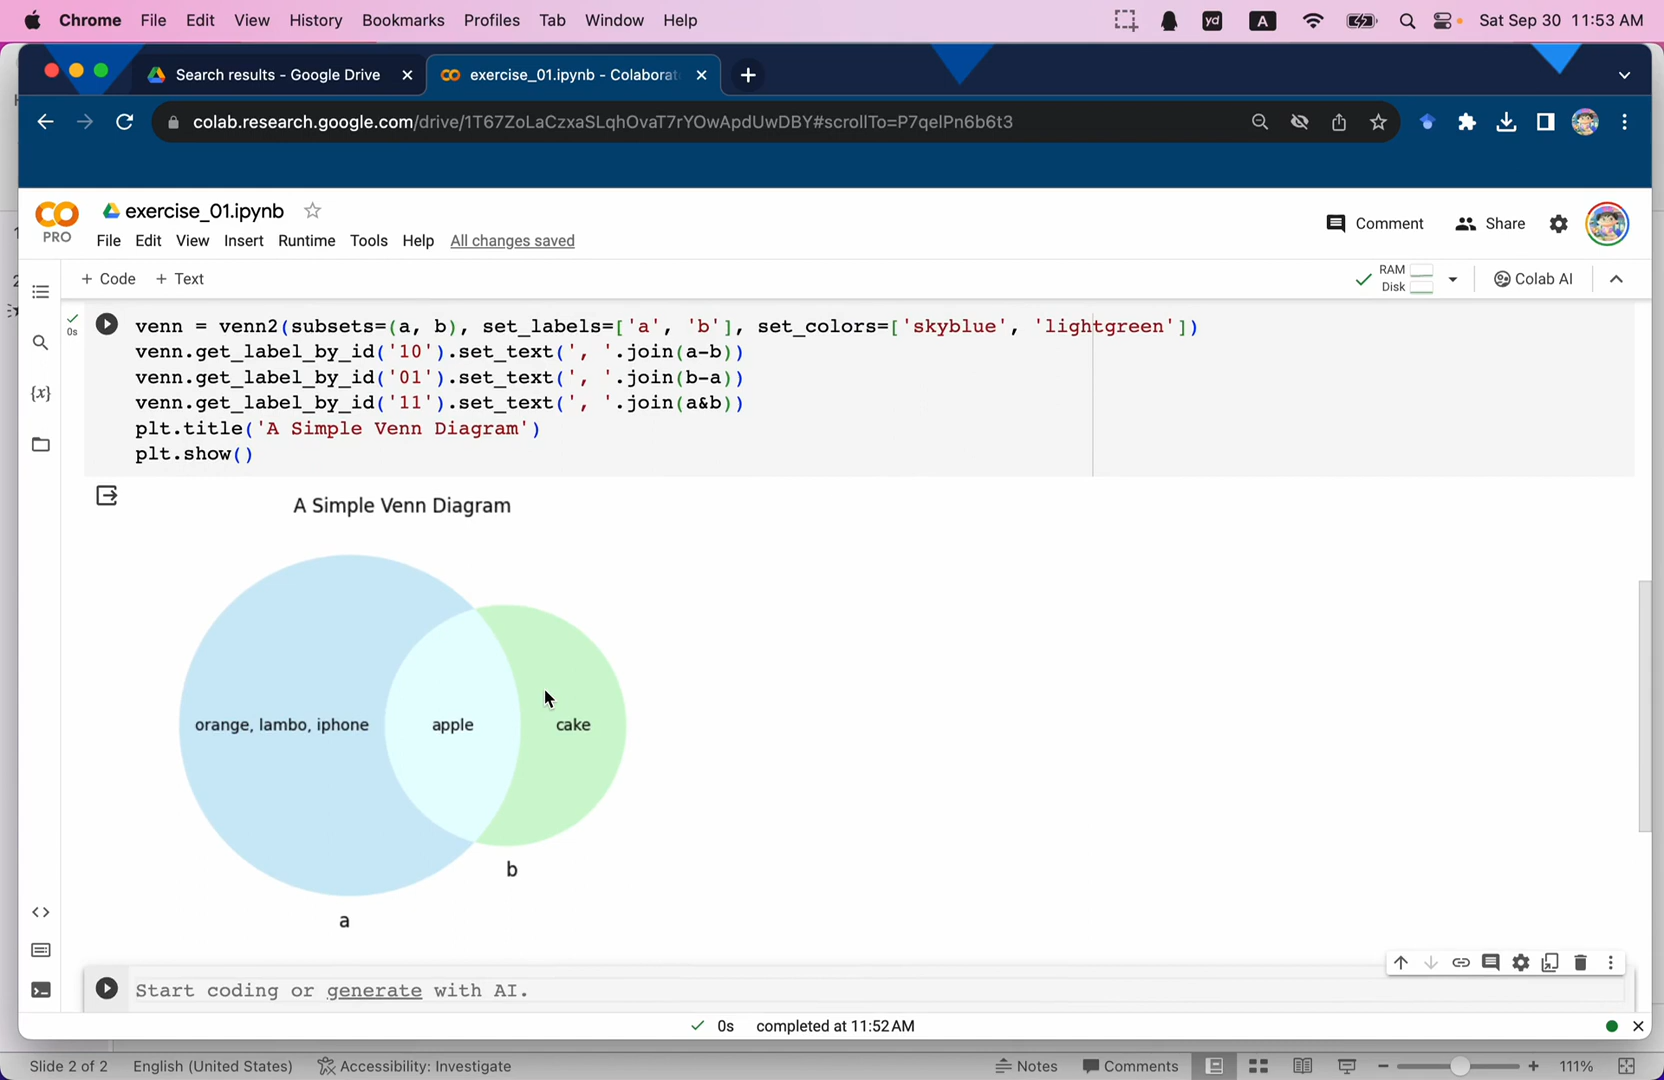 Chrome File Edit View History Bookmarks Profiles Tab Window Help yd A Sat Sep 30 11:53 AM
Search results - Google Drive exercise_01.ipynb - Colaborat
colab.research.google.com/drive/1T67ZoLaCzxaSLqhOvaT7rYOwApdUwDBY#scrollTo=P7qelPn6b6t3
PRO
exercise_01.ipynb
File Edit View Insert Runtime Tools Help All changes saved
Comment Share
+ Code + Text
RAM
Disk
Colab AI
0s
{x}
venn = venn2(subsets=(a, b), set_labels=['a', 'b'], set_colors=['skyblue', 'lightgreen'])
venn.get_label_by_id('10').set_text(', '.join(a-b))
venn.get_label_by_id('01').set_text(', '.join(b-a))
venn.get_label_by_id('11').set_text(', '.join(a&b))
plt.title('A Simple Venn Diagram')
plt.show()
A Simple Venn Diagram
orange, lambo, iphone apple cake
b
a
Start coding or generate with AI.
0s completed at 11:52 AM
Slide 2 of 2 English (United States) Accessibility: Investigate Notes Comments 111%